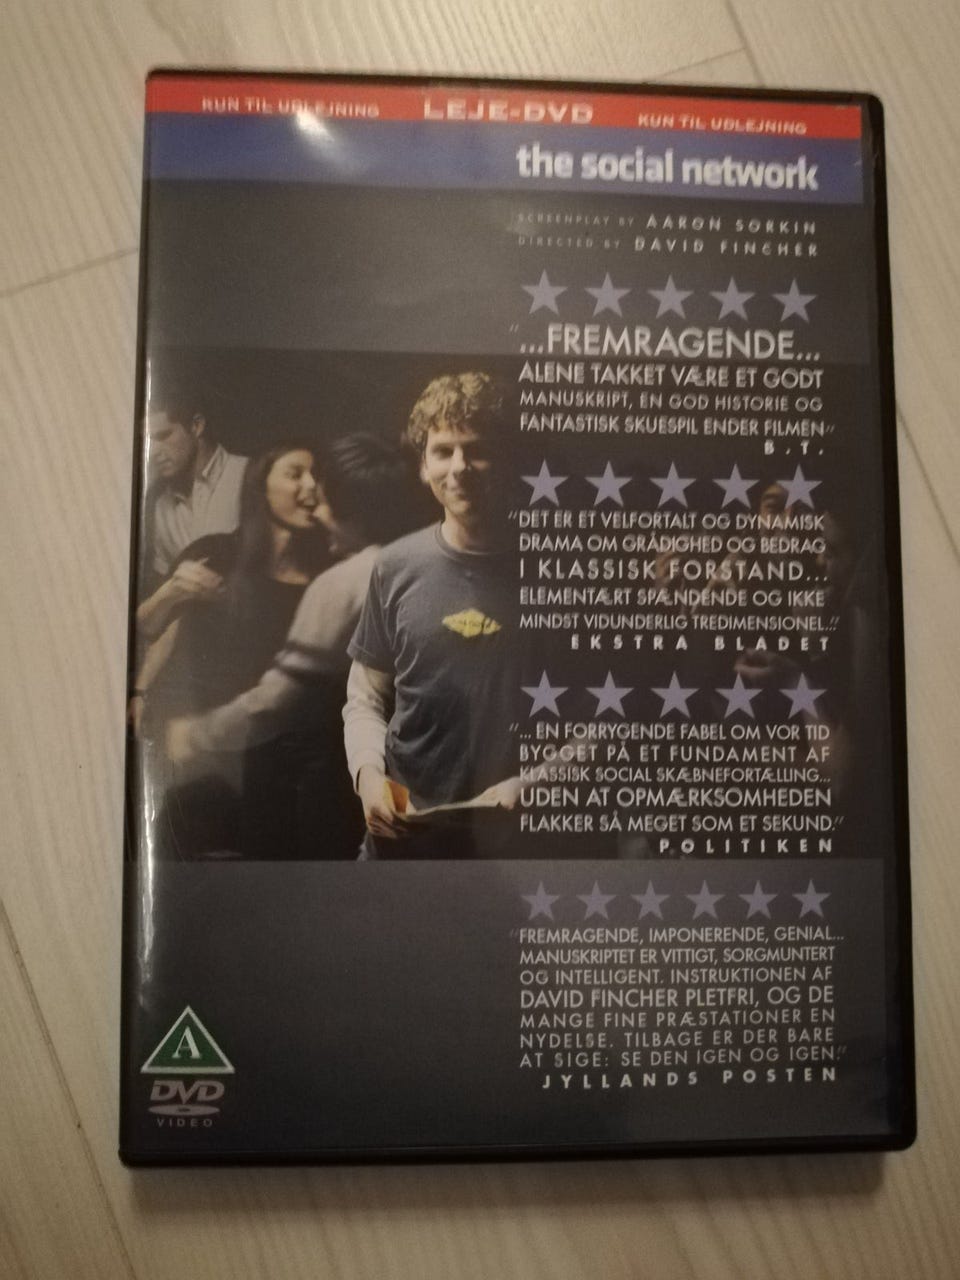 KUN TIL UDLEJNING LEJE-DVD KUN TIL UDLEJNING
the social network
SCREENPLAY BY AARON SORKIN
DIRECTED BY DAVID FINCHER
"...FREMRAGENDE...
ALENE TAKKET VÆRE ET GODT
MANUSKRIPT, EN GOD HISTORIE OG
FANTASTISK SKUESPIL ENDER FILMEN"
B.T.
"DET ER ET VELFORTALT OG DYNAMISK
DRAMA OM GRÅDIGHED OG BEDRAG
I KLASSISK FORSTAND...
ELEMENTÆRT SPÆNDENDE OG IKKE
MINDST VIDUNDERLIG TREDIMENSIONEL.."
EKSTRA BLADET
"... EN FORRYGENDE FABEL OM VOR TID
BYGGET PÅ ET FUNDAMENT AF
KLASSISK SOCIAL SKÆBNEFORTÆLLING...
UDEN AT OPMÆRKSOMHEDEN
FLAKKER SÅ MEGET SOM ET SEKUND."
POLITIKEN
"FREMRAGENDE, IMPONERENDE, GENIAL...
MANUSKRIPTET ER VITTIGT, SORGMUNTERT
OG INTELLIGENT. INSTRUKTIONEN AF
DAVID FINCHER PLETFRI, OG DE
MANGE FINE PRÆSTATIONER EN
NYDELSE. TILBAGE ER DER BARE
AT SIGE: SE DEN IGEN OG IGEN!"
JYLLANDS POSTEN
A
DVD
VIDEO